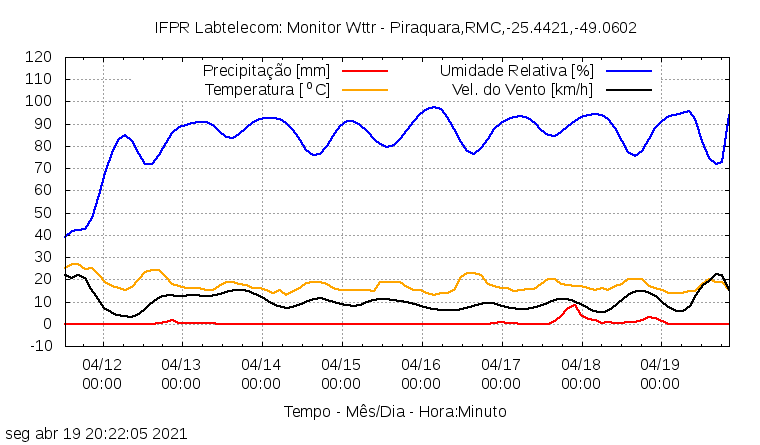 IFPR Labtelecom: Monitor Wttr - Piraquara,RMC,-25.4421,-49.0602
Precipitação [mm] Umidade Relativa [%]
Temperatura [ ⁰C] Vel. do Vento [km/h]
120
110
100
90
80
70
60
50
40
30
20
10
0
-10
04/12 04/13 04/14 04/15 04/16 04/17 04/18 04/19
00:00 00:00 00:00 00:00 00:00 00:00 00:00 00:00
Tempo - Mês/Dia - Hora:Minuto
seg abr 19 20:22:05 2021